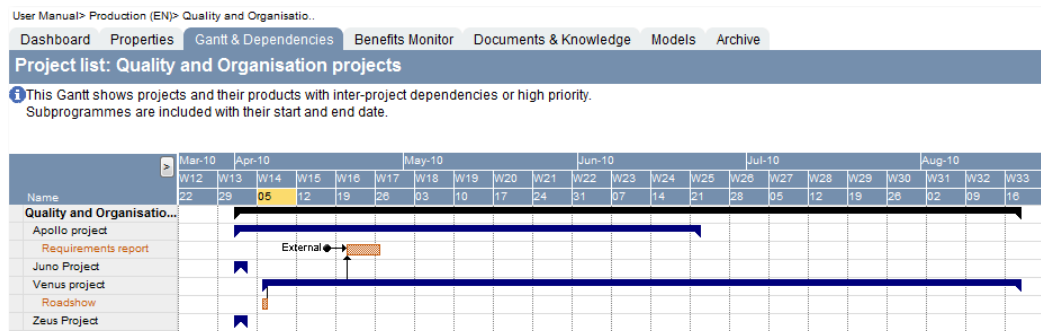 User Manual> Production (EN)> Quality and Organisatio..
Dashboard Properties Gantt & Dependencies Benefits Monitor Documents & Knowledge Models Archive
Project list: Quality and Organisation projects
This Gantt shows projects and their products with inter-project dependencies or high priority.
Subprogrammes are included with their start and end date.
> Mar-10 Apr-10 May-10 Jun-10 Jul-10 Aug-10
W12 W13 W14 W15 W16 W17 W18 W19 W20 W21 W22 W23 W24 W25 W26 W27 W28 W29 W30 W31 W32 W33
Name 22 29 05 12 19 26 03 10 17 24 31 07 14 21 28 05 12 19 26 02 09 16
Quality and Organisatio...
Apollo project
Requirements report External
Juno Project
Venus project
Roadshow
Zeus Project